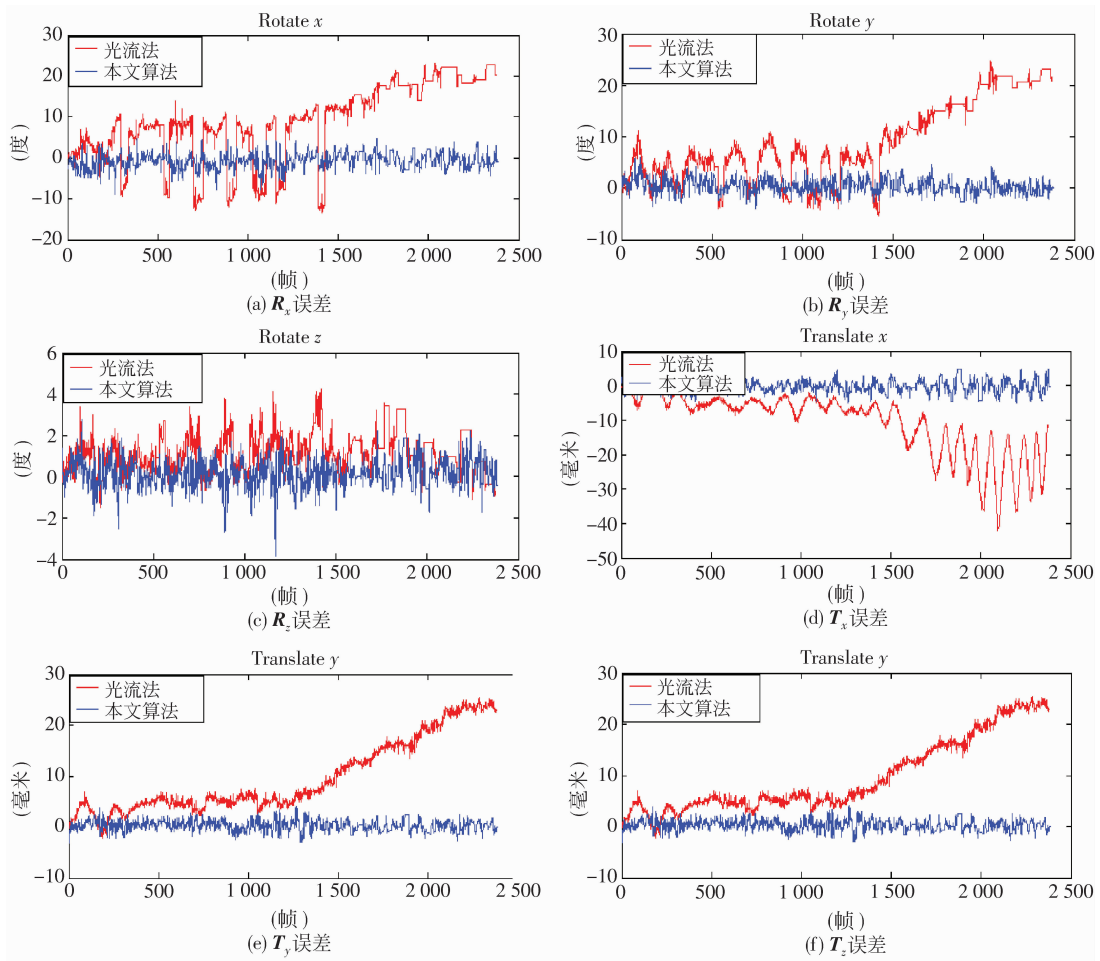 Rotate x
30
光流法
本文算法
20
10
0
−10
−20
(度)
0 500 1 000 1 500 2 000 2 500
(帧)
(a) Rx误差
Rotate y
30
光流法
本文算法
20
10
0
−10
(度)
0 500 1 000 1 500 2 000 2 500
(帧)
(b) Ry误差
Rotate z
6
光流法
本文算法
4
2
0
−2
−4
(度)
0 500 1 000 1 500 2 000 2 500
(帧)
(c) Rz误差
Translate x
10
光流法
本文算法
0
−10
−20
−30
−40
−50
(毫米)
0 500 1 000 1 500 2 000 2 500
(帧)
(d) Tx误差
Translate y
30
光流法
本文算法
20
10
0
−10
(毫米)
0 500 1 000 1 500 2 000 2 500
(帧)
(e) Ty误差
Translate y
30
光流法
本文算法
20
10
0
−10
(毫米)
0 500 1 000 1 500 2 000 2 500
(帧)
(f) Tz误差